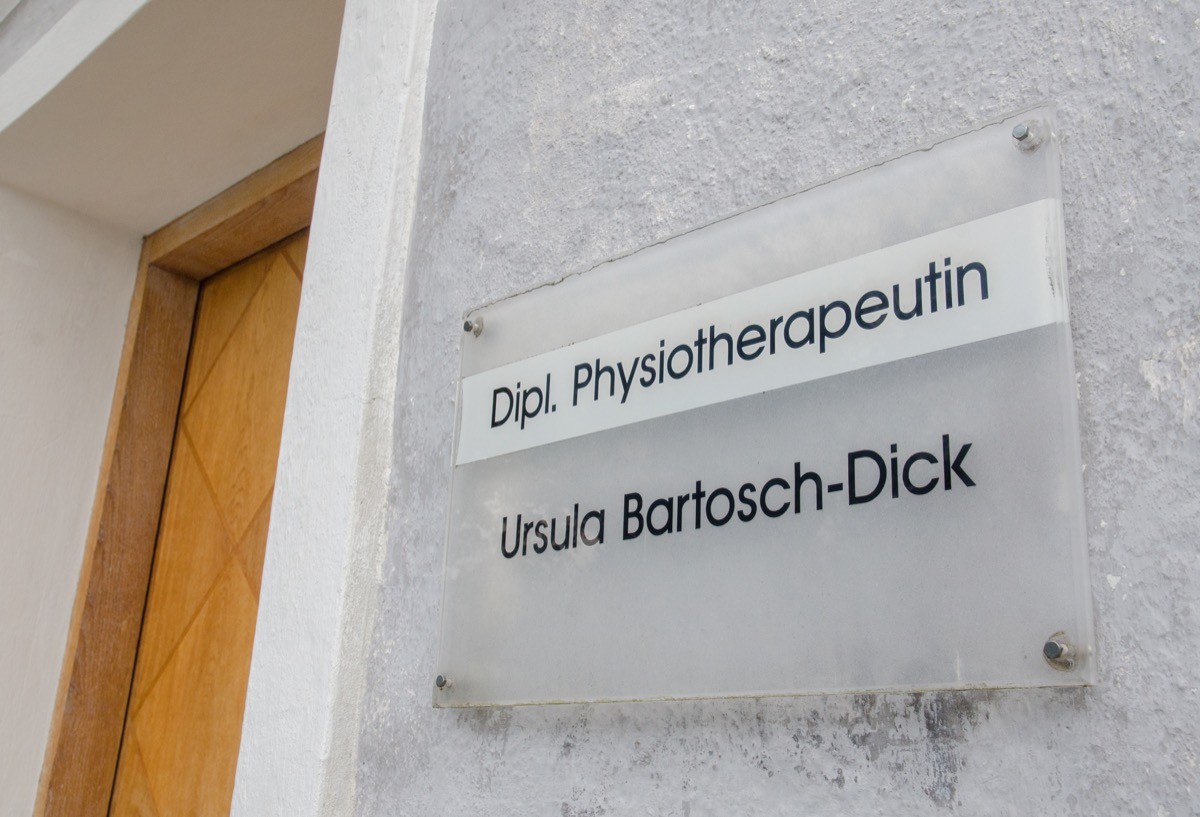 Dipl. Physiotherapeutin
Ursula Bartosch-Dick